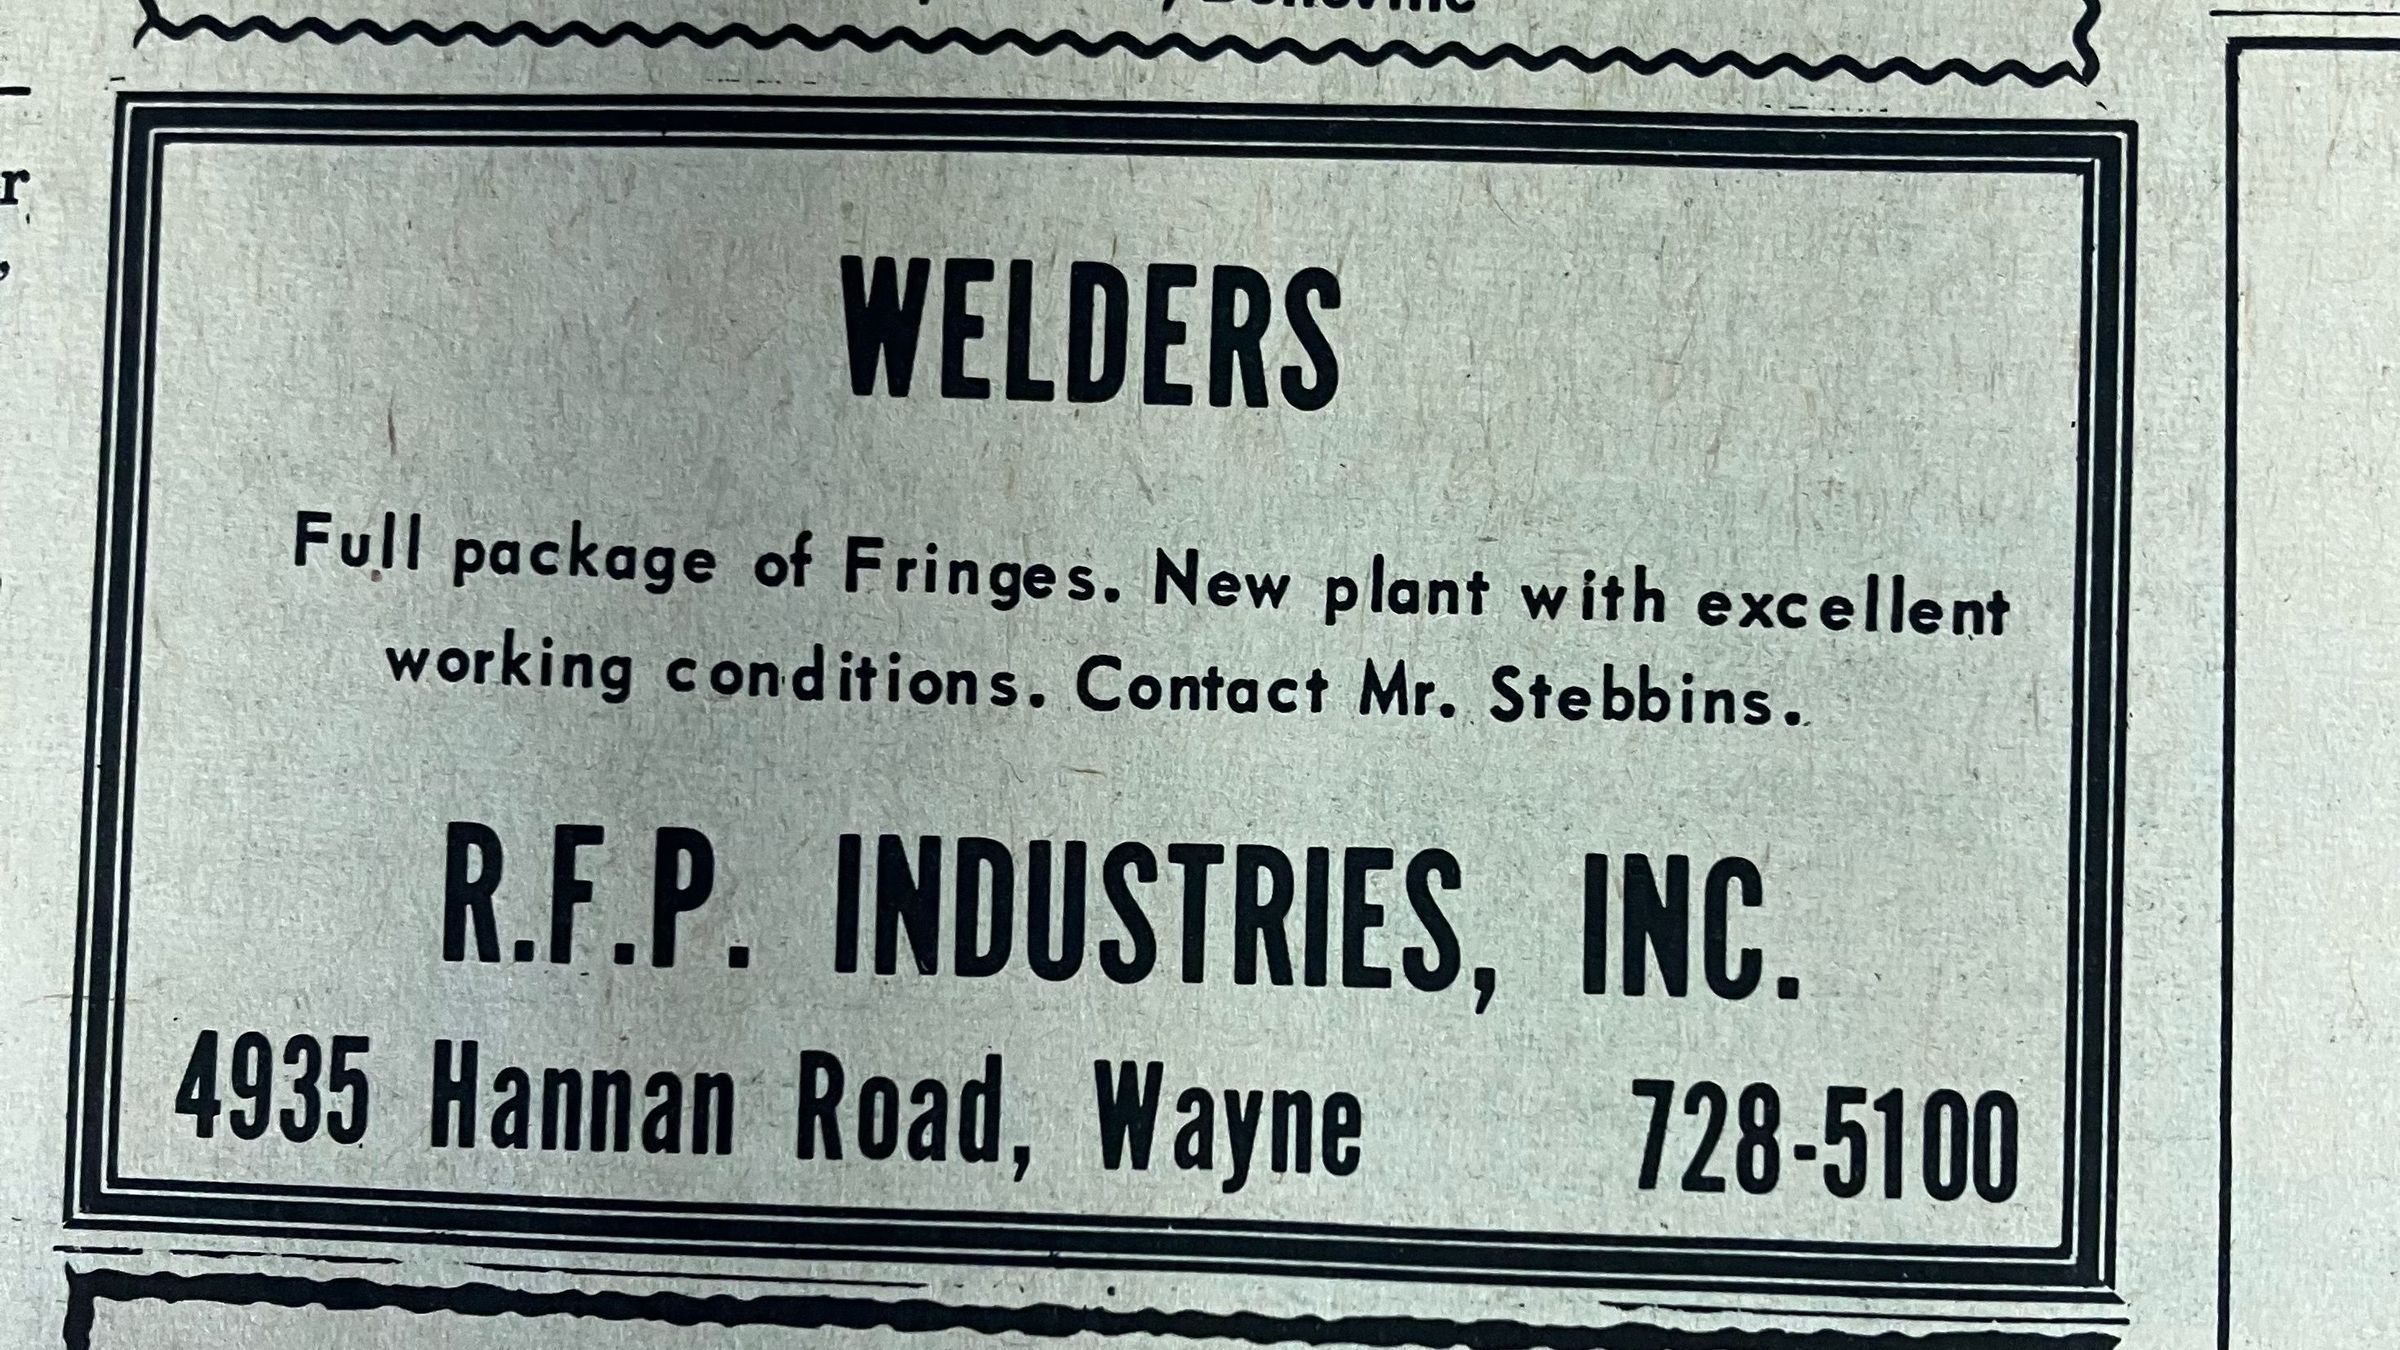 WELDERS
Full package of Fringes. New plant with excellent
working conditions. Contact Mr. Stebbins.
R.F.P. INDUSTRIES, INC.
4935 Hannan Road, Wayne 728-5100